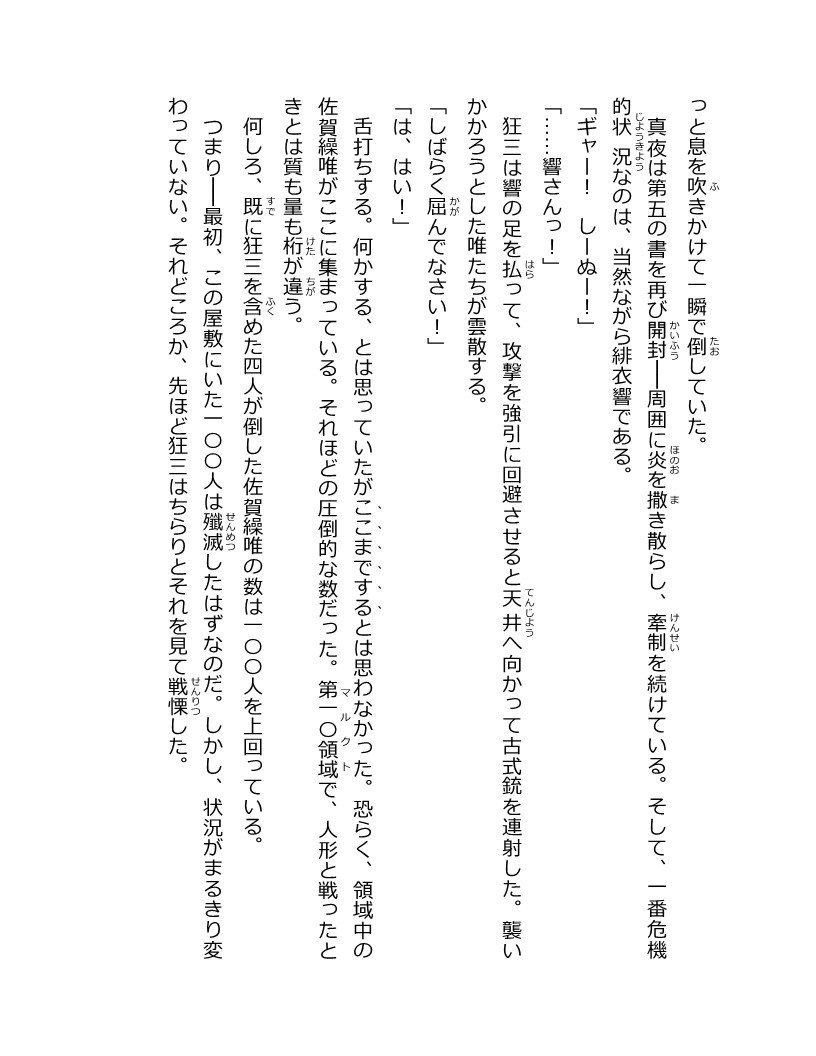 っと息を吹きかけて一瞬で倒していた。
真夜は第五の書を再び開封──周囲に炎を撒き散らし、牽制を続けている。そして、一番危機
的状況なのは、当然ながら緋衣響である。
「ギャー！　しーぬー！」
「……響さんっ！」
狂三は響の足を払って、攻撃を強引に回避させると天井へ向かって古式銃を連射した。襲い
かかろうとした唯たちが雲散する。
「しばらく屈んでなさい！」
「は、はい！」
舌打ちする。何かする、とは思っていたがここまでするとは思わなかった。恐らく、領域中の
佐賀繰唯がここに集まっている。それほどの圧倒的な数だった。第一〇領域で、人形と戦ったと
きとは質も量も桁が違う。
何しろ、既に狂三を含めた四人が倒した佐賀繰唯の数は一〇〇人を上回っている。
つまり──最初、この屋敷にいた一〇〇人は殲滅したはずなのだ。しかし、状況がまるきり変
わっていない。それどころか、先ほど狂三はちらりとそれを見て戦慄した。